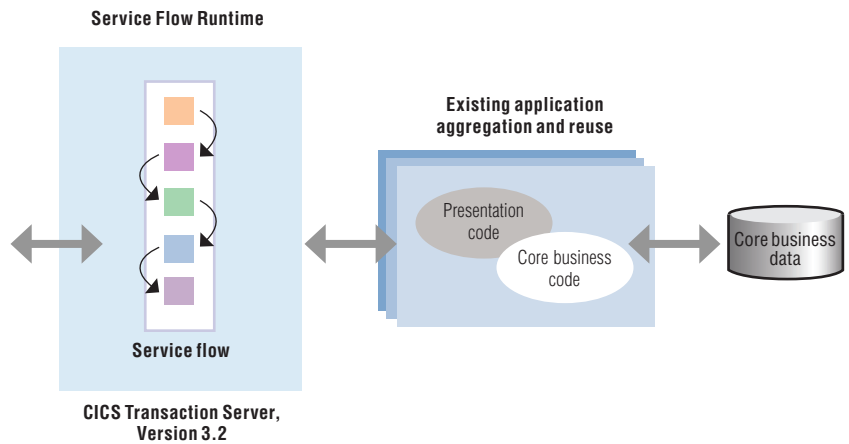 Service Flow Runtime
Service flow
CICS Transaction Server,
Version 3.2
Existing application
aggregation and reuse
Presentation
code
Core business
code
Core business
data